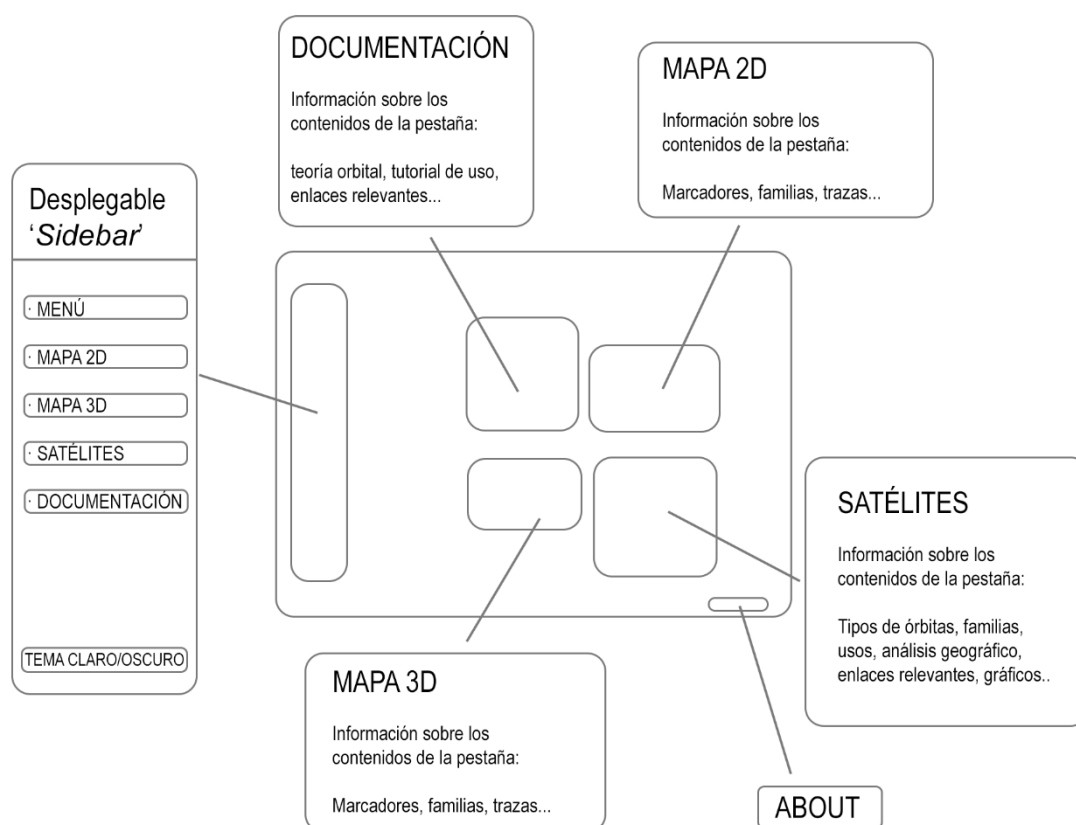 DOCUMENTACIÓN
Información sobre los
contenidos de la pestaña:
teoría orbital, tutorial de uso,
enlaces relevantes...
MAPA 2D
Información sobre los
contenidos de la pestaña:
Marcadores, familias, trazas...
Desplegable
‘Sidebar’
· MENÚ
· MAPA 2D
· MAPA 3D
· SATÉLITES
· DOCUMENTACIÓN
TEMA CLARO/OSCURO
SATÉLITES
Información sobre los
contenidos de la pestaña:
Tipos de órbitas, familias,
usos, análisis geográfico,
enlaces relevantes, gráficos..
MAPA 3D
Información sobre los
contenidos de la pestaña:
Marcadores, familias, trazas...
ABOUT